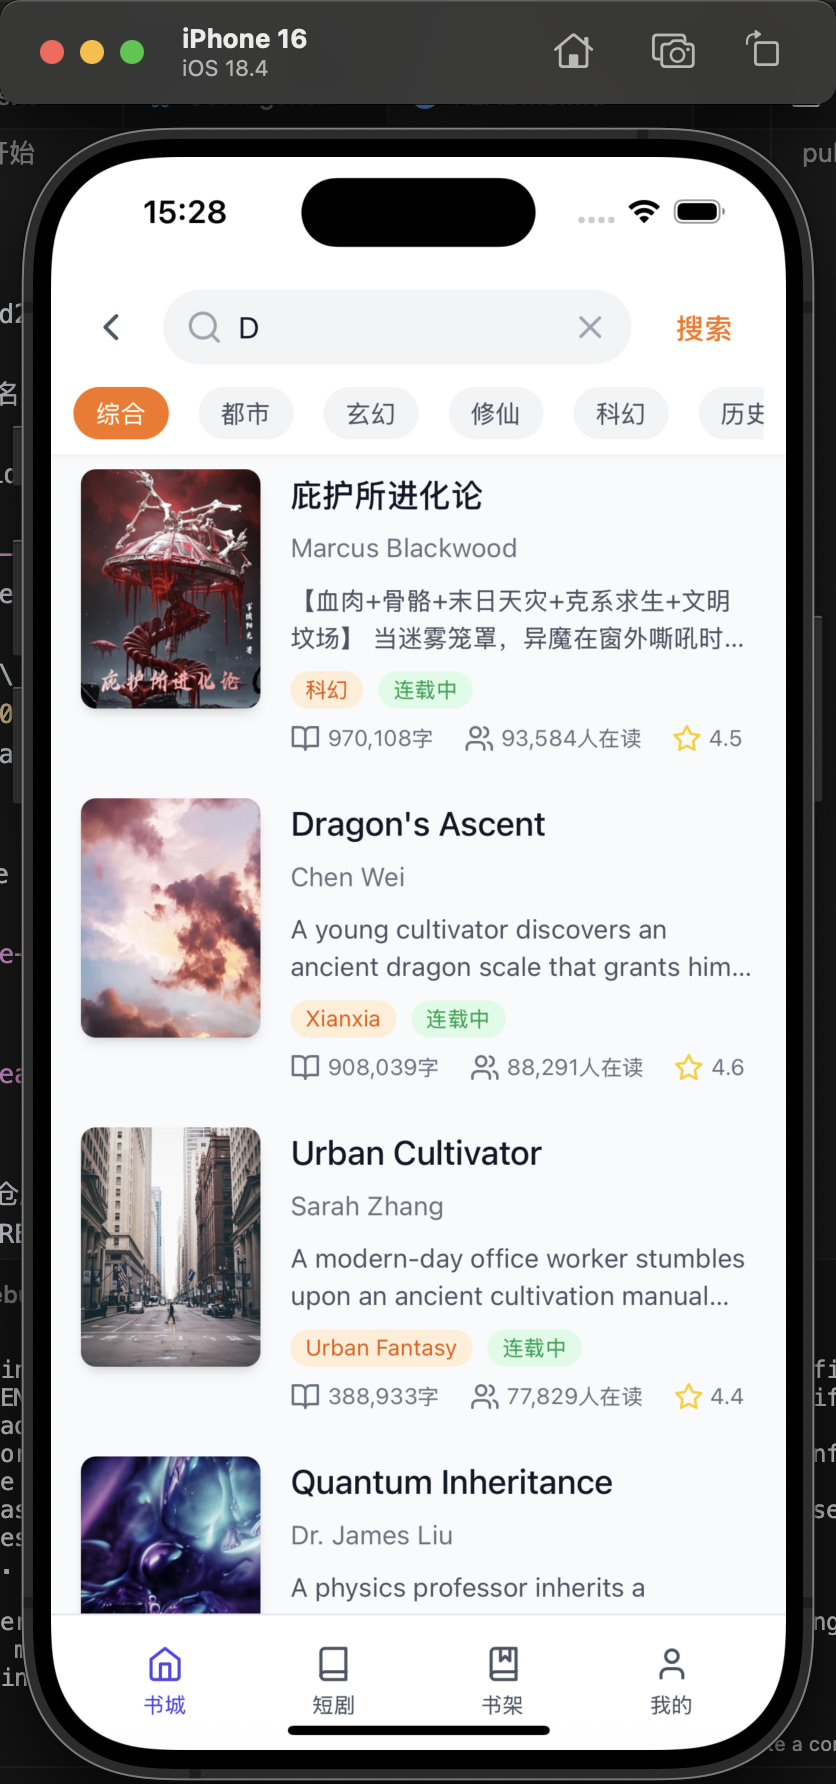 iPhone 16
iOS 18.4
开始
15:28
D
搜索
综合 都市 玄幻 修仙 科幻 历史
庇护所进化论
Marcus Blackwood
【血肉+骨骼+末日天灾+克系求生+文明
坟场】 当迷雾笼罩，异魔在窗外嘶吼时...
科幻 连载中
970,108字 93,584人在读 4.5
庇护所进化论
Dragon's Ascent
Chen Wei
A young cultivator discovers an
ancient dragon scale that grants him...
Xianxia 连载中
908,039字 88,291人在读 4.6
Urban Cultivator
Sarah Zhang
A modern-day office worker stumbles
upon an ancient cultivation manual...
Urban Fantasy 连载中
388,933字 77,829人在读 4.4
Quantum Inheritance
Dr. James Liu
A physics professor inherits a
书城 短剧 书架 我的